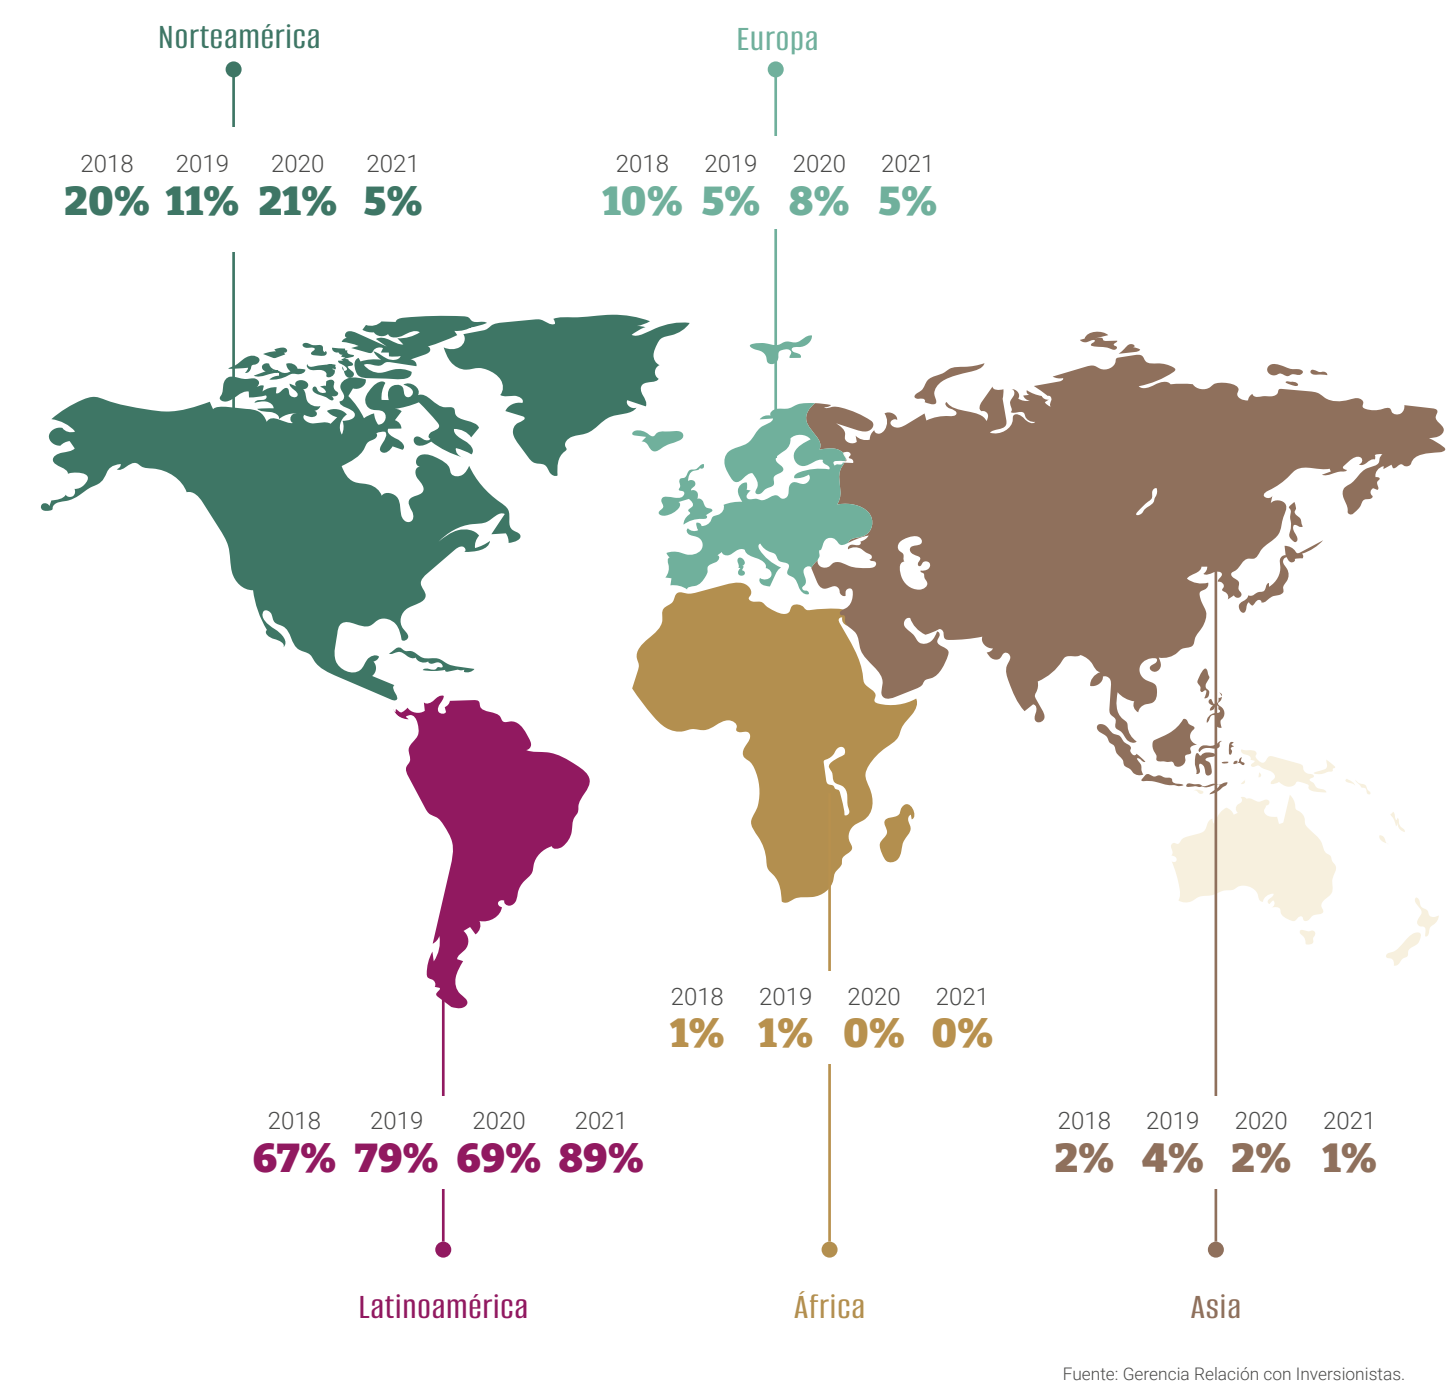 Norteamérica
2018 2019 2020 2021
20% 11% 21% 5%
Europa
2018 2019 2020 2021
10% 5% 8% 5%
2018 2019 2020 2021
1% 1% 0% 0%
África
2018 2019 2020 2021
67% 79% 69% 89%
Latinoamérica
2018 2019 2020 2021
2% 4% 2% 1%
Asia
Fuente: Gerencia Relación con Inversionistas.